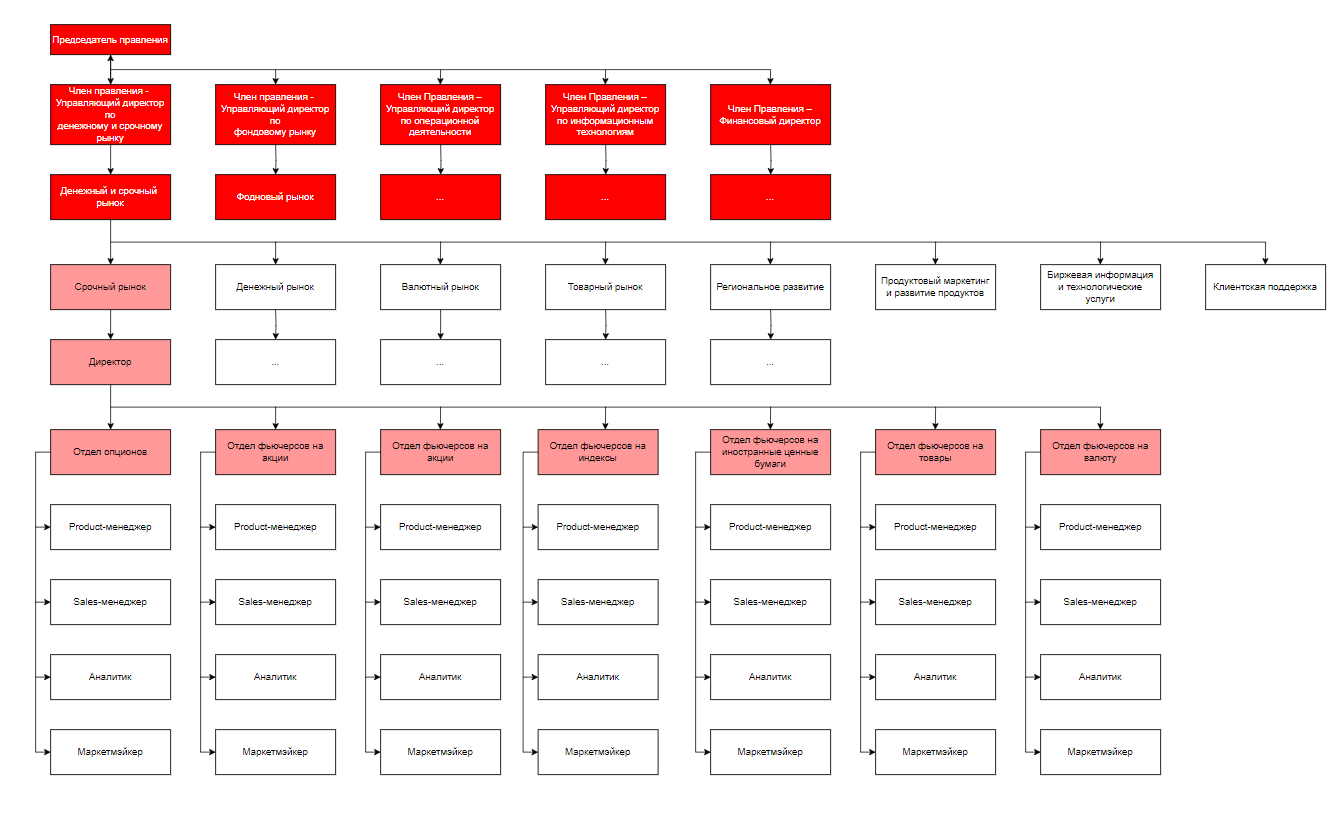 Председатель правления
Член правления -
Управляющий директор
по
денежному и срочному
рынку
Член правления -
Управляющий директор
по
фондовому рынку
Член Правления –
Управляющий директор
по операционной
деятельности
Член Правления –
Управляющий директор
по информационным
технологиям
Член Правления –
Финансовый директор
Денежный и срочный
рынок
Фодновый рынок
...
...
...
Срочный рынок
Денежный рынок
Валютный рынок
Товарный рынок
Региональное развитие
Продуктовый маркетинг
и развитие продуктов
Биржевая информация
и технологические
услуги
Клиентская поддержка
Директор
...
...
...
...
Отдел опционов
Отдел фьючерсов на
акции
Отдел фьючерсов на
акции
Отдел фьючерсов на
индексы
Отдел фьючерсов на
иностранные ценные
бумаги
Отдел фьючерсов на
товары
Отдел фьючерсов на
валюту
Product-менеджер
Product-менеджер
Product-менеджер
Product-менеджер
Product-менеджер
Product-менеджер
Product-менеджер
Sales-менеджер
Sales-менеджер
Sales-менеджер
Sales-менеджер
Sales-менеджер
Sales-менеджер
Sales-менеджер
Аналитик
Аналитик
Аналитик
Аналитик
Аналитик
Аналитик
Аналитик
Маркетмэйкер
Маркетмэйкер
Маркетмэйкер
Маркетмэйкер
Маркетмэйкер
Маркетмэйкер
Маркетмэйкер